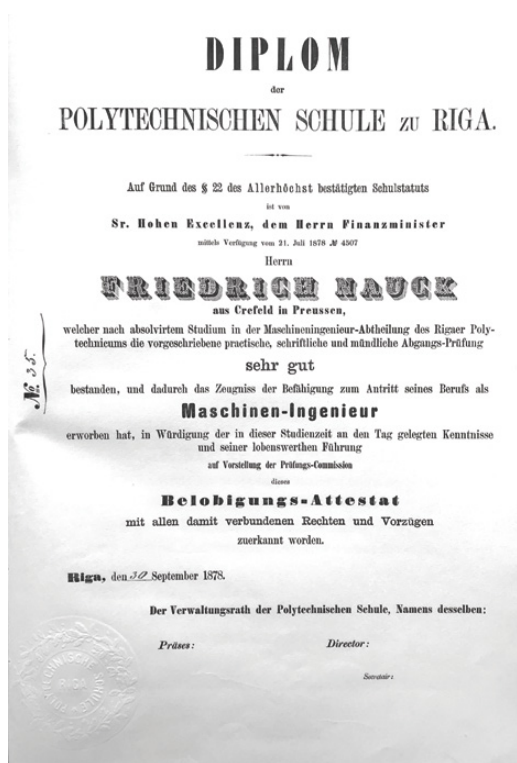 DIPLOM
der
POLYTECHNISCHEN SCHULE ZU RIGA.
Auf Grund des § 22 des Allerhöchst bestätigten Schulstatuts
ist von
Sr. Hohen Excellenz, dem Herrn Finanzminister
mittels Verfügung vom 21. Juli 1878 № 4507
Herrn
FRIEDRICH NAUCK
aus Crefeld in Preussen,
welcher nach absolvirtem Studium in der Maschineningenieur-Abtheilung des Rigaer Poly-
technicums die vorgeschriebene practische, schriftliche und mündliche Abgangs-Prüfung
sehr gut
bestanden, und dadurch das Zeugniss der Befähigung zum Antritt seines Berufs als
Maschinen-Ingenieur
erworben hat, in Würdigung der in dieser Studienzeit an den Tag gelegten Kenntnisse
und seiner lobenswerthen Führung
auf Vorstellung der Prüfungs-Commission
dieses
Belobigungs-Attestat
mit allen damit verbundenen Rechten und Vorzügen
zuerkannt worden.
No. 35.
Riga, den 30 September 1878.
Der Verwaltungsrath der Polytechnischen Schule, Namens desselben:
Präses:
Director:
Secretair:
POLYTECHNISCHE SCHULE
RIGA